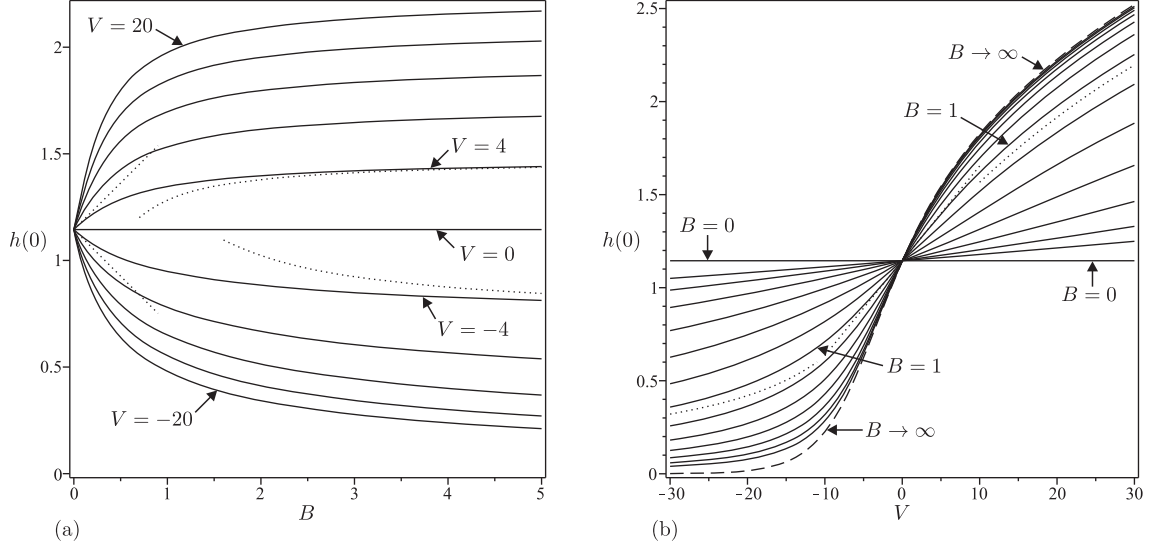 V = 20
2
1.5
V = 4
h(0)
V = 0
1
V = −4
0.5
V = −20
0
0 1 2 3 4 5
B
(a)
2.5
B → ∞
2
B = 1
1.5
B = 0
h(0)
B = 0
1
B = 1
0.5
B → ∞
0
−30 −20 −10 0 10 20 30
V
(b)